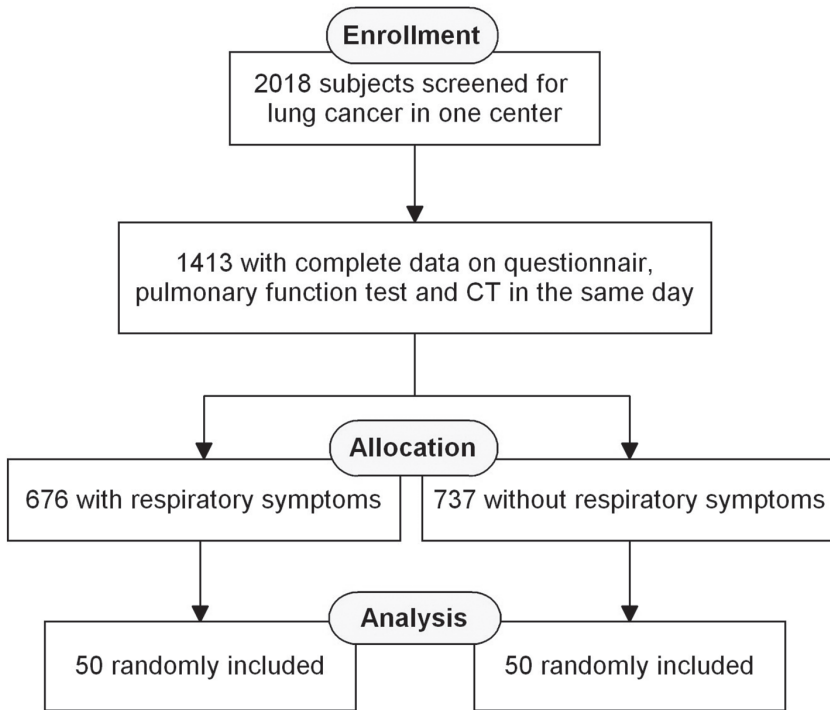 Enrollment
2018 subjects screened for
lung cancer in one center
1413 with complete data on questionnair,
pulmonary function test and CT in the same day
Allocation
676 with respiratory symptoms
737 without respiratory symptoms
Analysis
50 randomly included
50 randomly included